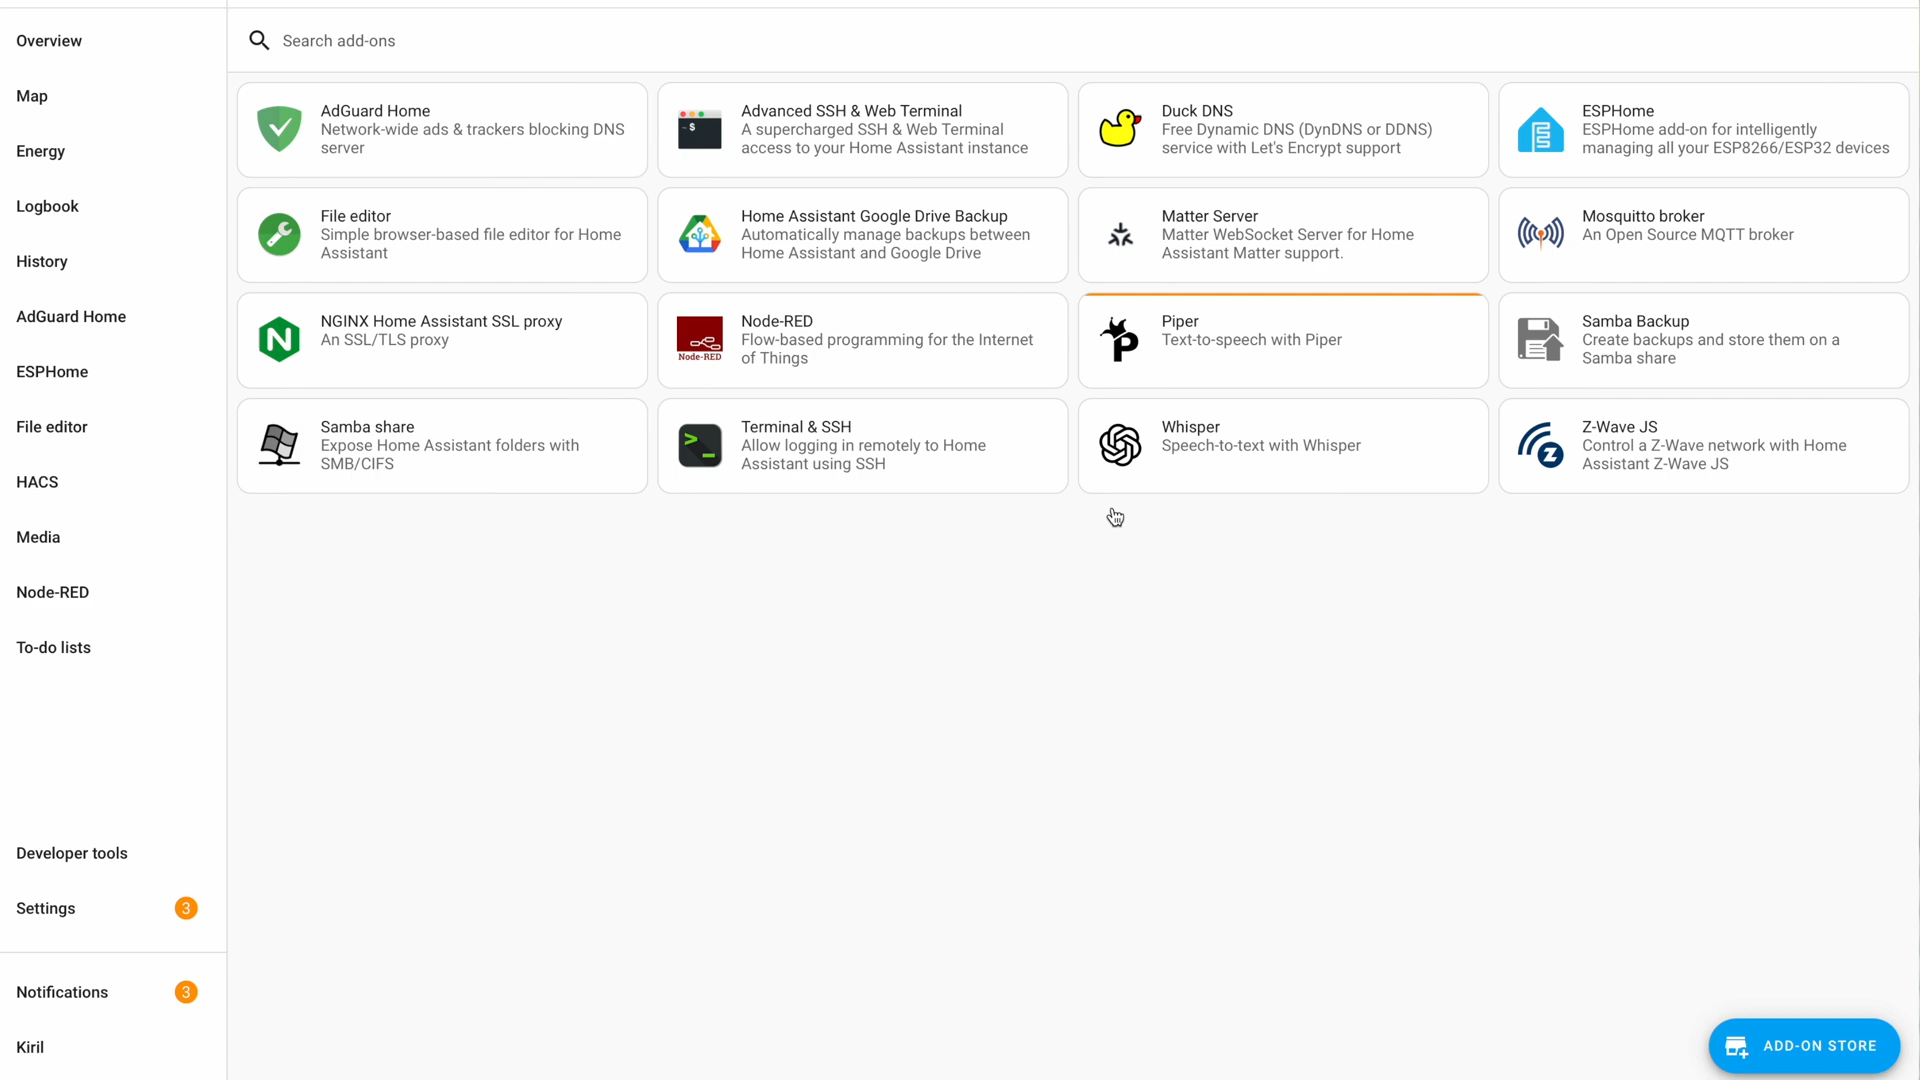 Overview
Map
Energy
Logbook
History
AdGuard Home
ESPHome
File editor
HACS
Media
Node-RED
To-do lists
Developer tools
Settings 3
Notifications 3
Kiril
Search add-ons
AdGuard Home
Network-wide ads & trackers blocking DNS
server
$
Advanced SSH & Web Terminal
A supercharged SSH & Web Terminal
access to your Home Assistant instance
Duck DNS
Free Dynamic DNS (DynDNS or DDNS)
service with Let's Encrypt support
ESPHome
ESPHome add-on for intelligently
managing all your ESP8266/ESP32 devices
File editor
Simple browser-based file editor for Home
Assistant
Home Assistant Google Drive Backup
Automatically manage backups between
Home Assistant and Google Drive
Matter Server
Matter WebSocket Server for Home
Assistant Matter support.
Mosquitto broker
An Open Source MQTT broker
N
NGINX Home Assistant SSL proxy
An SSL/TLS proxy
Node-RED
Node-RED
Flow-based programming for the Internet
of Things
P
Piper
Text-to-speech with Piper
Samba Backup
Create backups and store them on a
Samba share
Samba share
Expose Home Assistant folders with
SMB/CIFS
>_
Terminal & SSH
Allow logging in remotely to Home
Assistant using SSH
Whisper
Speech-to-text with Whisper
Z
Z-Wave JS
Control a Z-Wave network with Home
Assistant Z-Wave JS
ADD-ON STORE